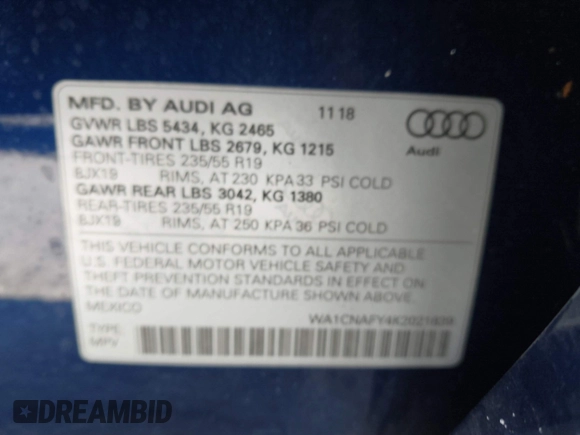 MFD. BY AUDI AG 11 18
GVWR LBS 5434, KG 2465
GAWR FRONT LBS 2679, KG 1215
FRONT-TIRES 235/55 R19
8JX19 RIMS, AT 230 KPA 33 PSI COLD
GAWR REAR LBS 3042, KG 1380
REAR-TIRES 235/55 R19
8JX19 RIMS, AT 250 KPA 36 PSI COLD
Audi
THIS VEHICLE CONFORMS TO ALL APPLICABLE
U.S. FEDERAL MOTOR VEHICLE SAFETY AND
THEFT PREVENTION STANDARDS IN EFFECT ON
THE DATE OF MANUFACTURE SHOWN ABOVE.
MEXICO
TYPE:
MPV
DREAMBID